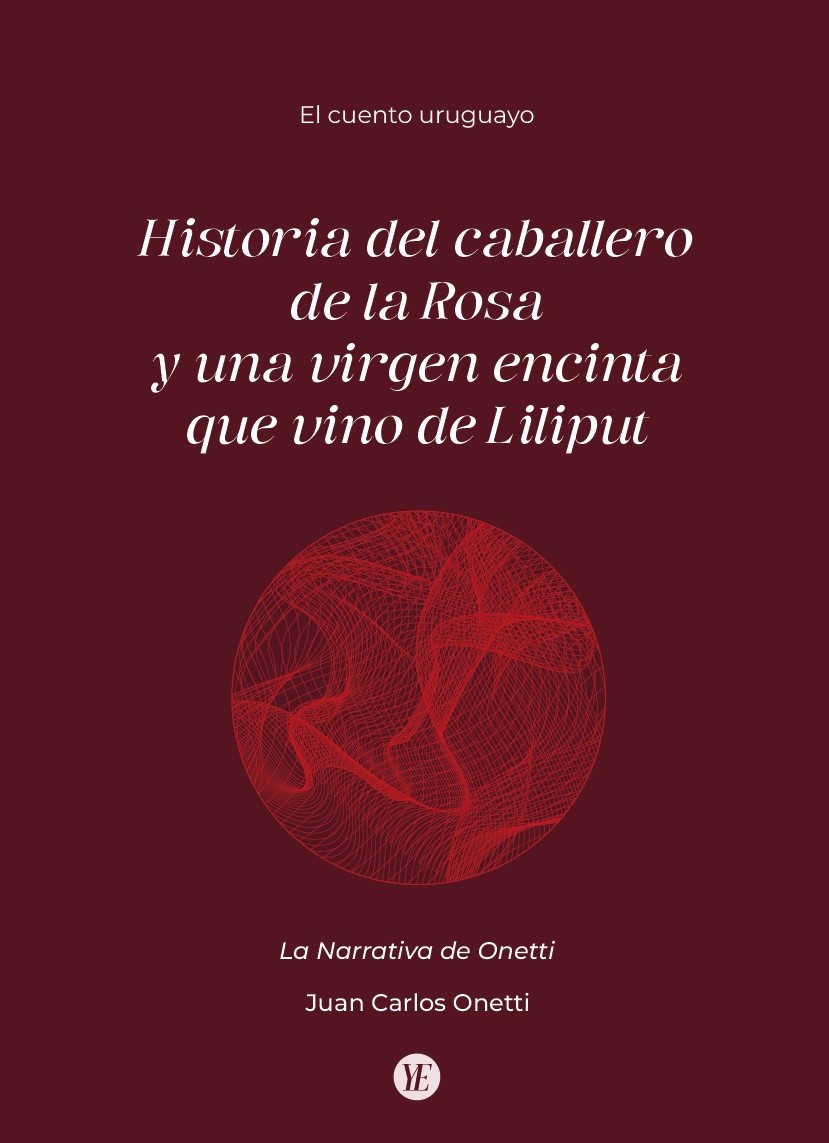 El cuento uruguayo
Historia del caballero
de la Rosa
y una virgen encinta
que vino de Liliput
La Narrativa de Onetti
Juan Carlos Onetti
YE